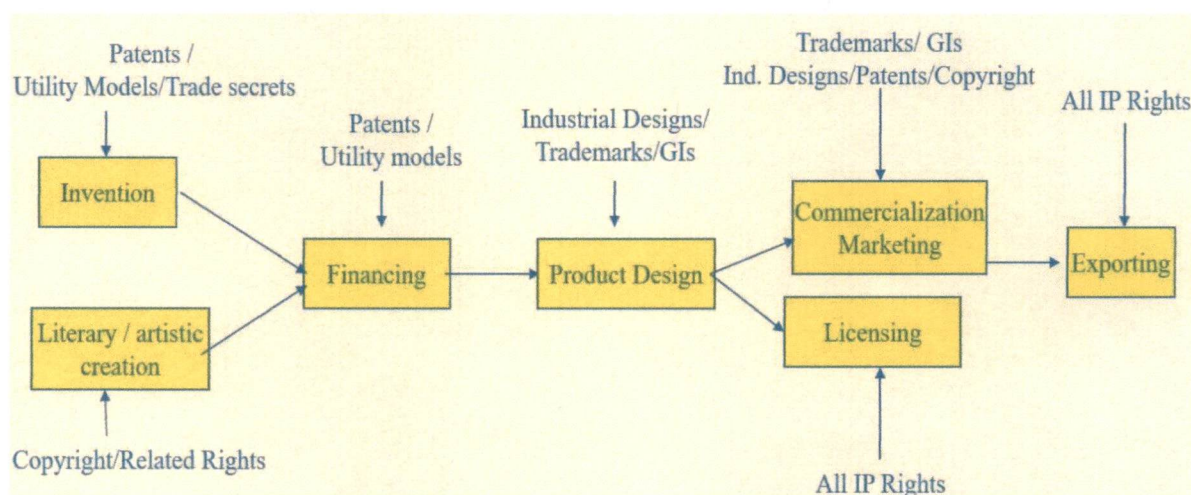 Patents /
Utility Models/Trade secrets
Invention
Literary / artistic
creation
Copyright/Related Rights
Patents /
Utility models
Financing
Industrial Designs/
Trademarks/GIs
Product Design
Trademarks/ GIs
Ind. Designs/Patents/Copyright
Commercialization
Marketing
Licensing
All IP Rights
All IP Rights
Exporting